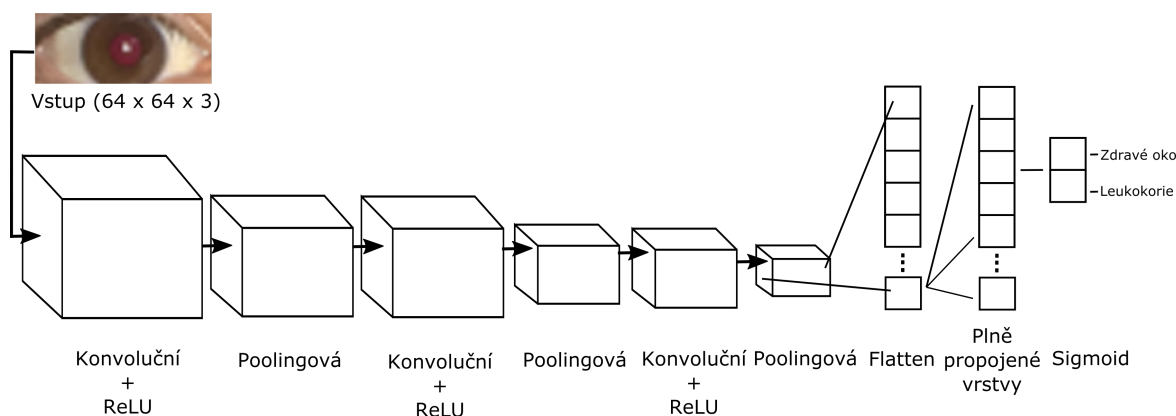 Vstup (64 x 64 x 3)
Zdravé oko
Leukokorie
Konvoluční
+
ReLU
Poolingová
Konvoluční
+
ReLU
Poolingová
Konvoluční
+
ReLU
Poolingová
Flatten
Plně
propojené
vrstvy
Sigmoid